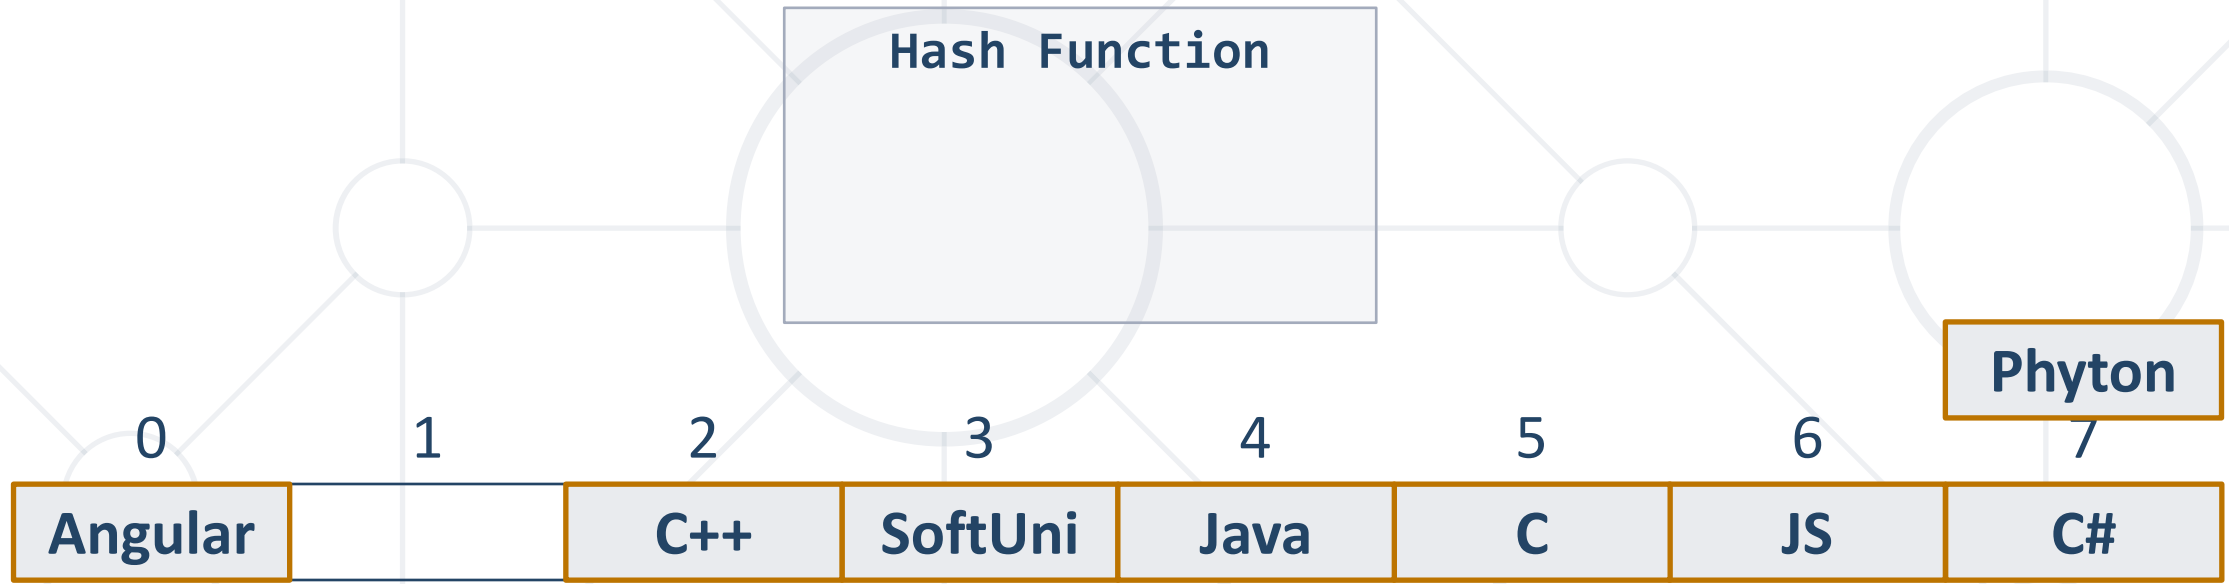 Hash Function
Phyton
0 1 2 3 4 5 6 7
Angular C++ SoftUni Java C JS C#